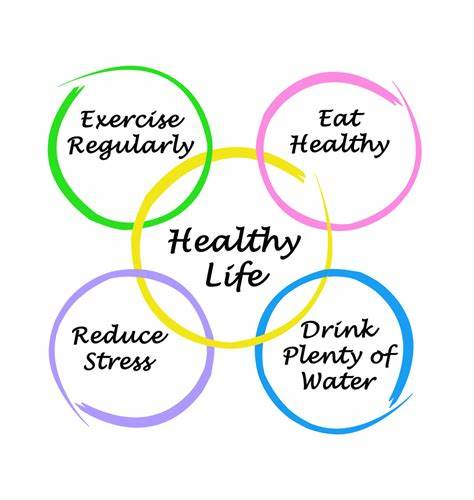 Exercise
Regularly
Eat
Healthy
Healthy
Life
Reduce
Stress
Drink
Plenty of
Water